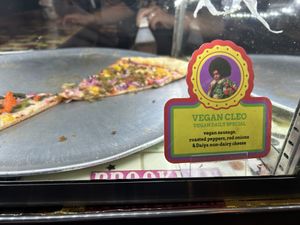 VEGAN CLEO
VEGAN DAILY SPECIAL
vegan sausage,
roasted peppers, red onions
& Daiya non-dairy cheese